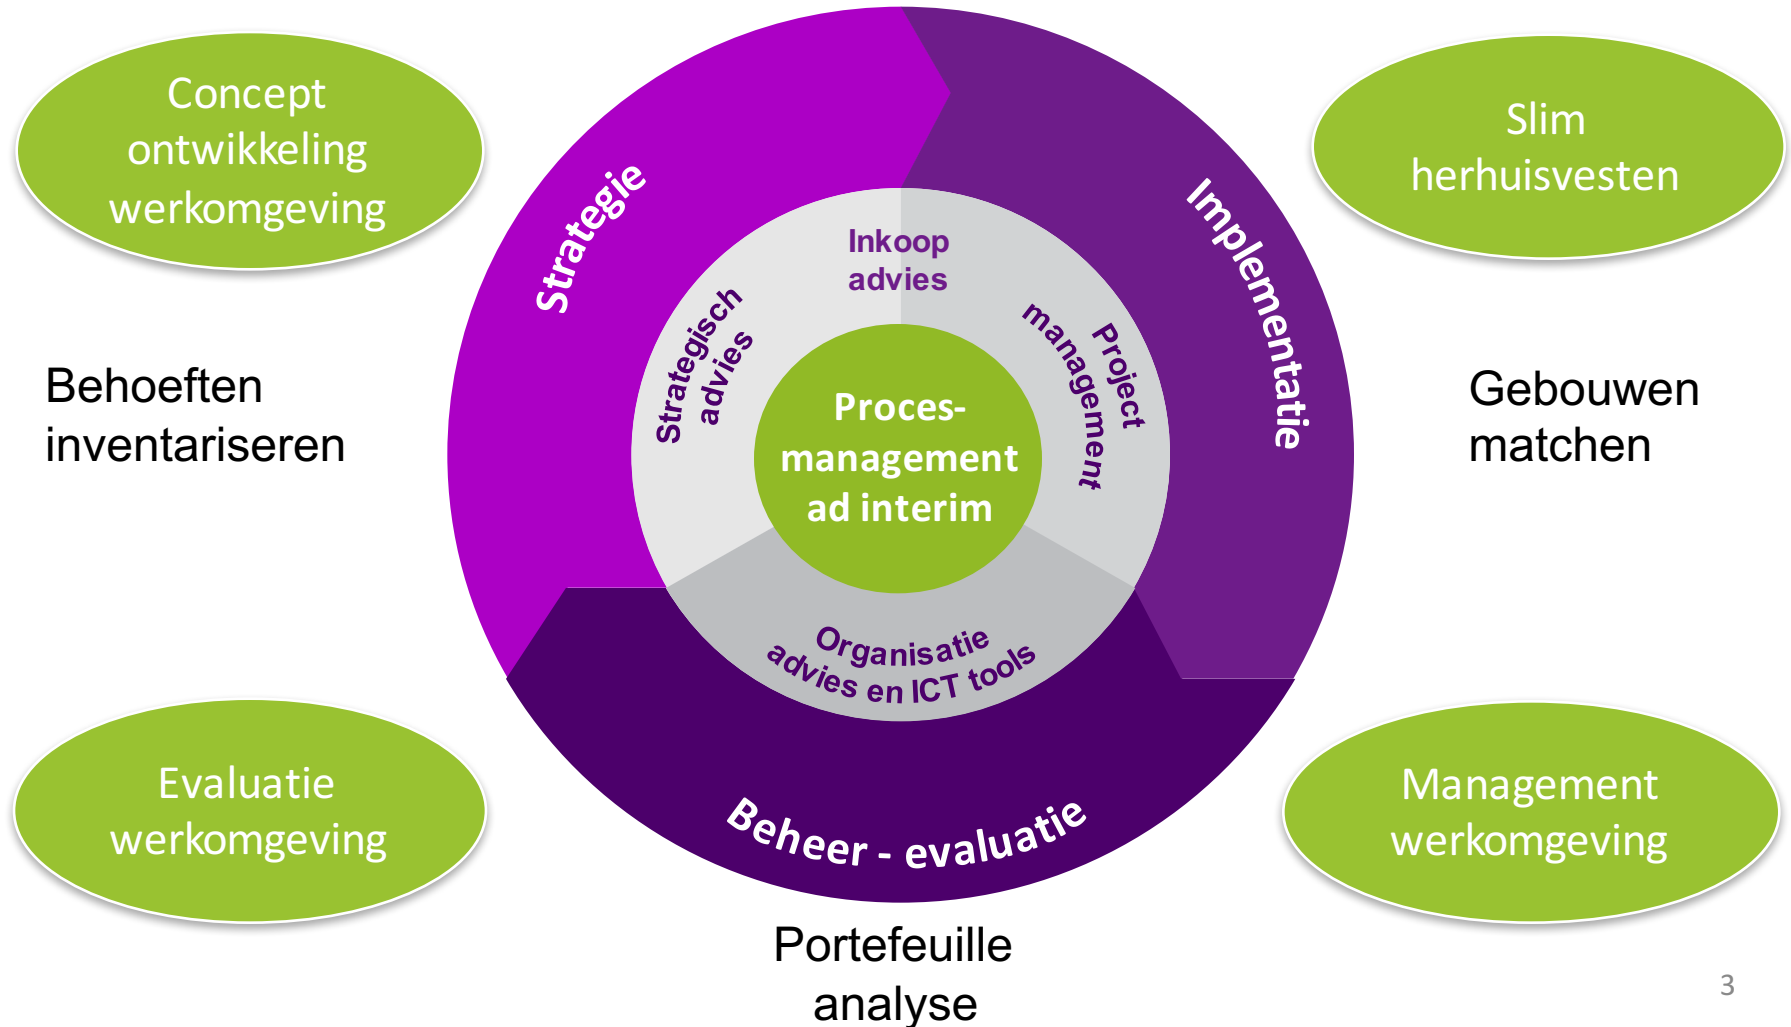 Concept
ontwikkeling
werkomgeving
Slim
herhuisvesten
Strategie
Implementatie
Inkoop
advies
Strategisch
advies
Project
management
Behoeften
inventariseren
Proces-
management
ad interim
Gebouwen
matchen
Organisatie
advies en ICT tools
Evaluatie
werkomgeving
Beheer - evaluatie
Management
werkomgeving
Portefeuille
analyse
3